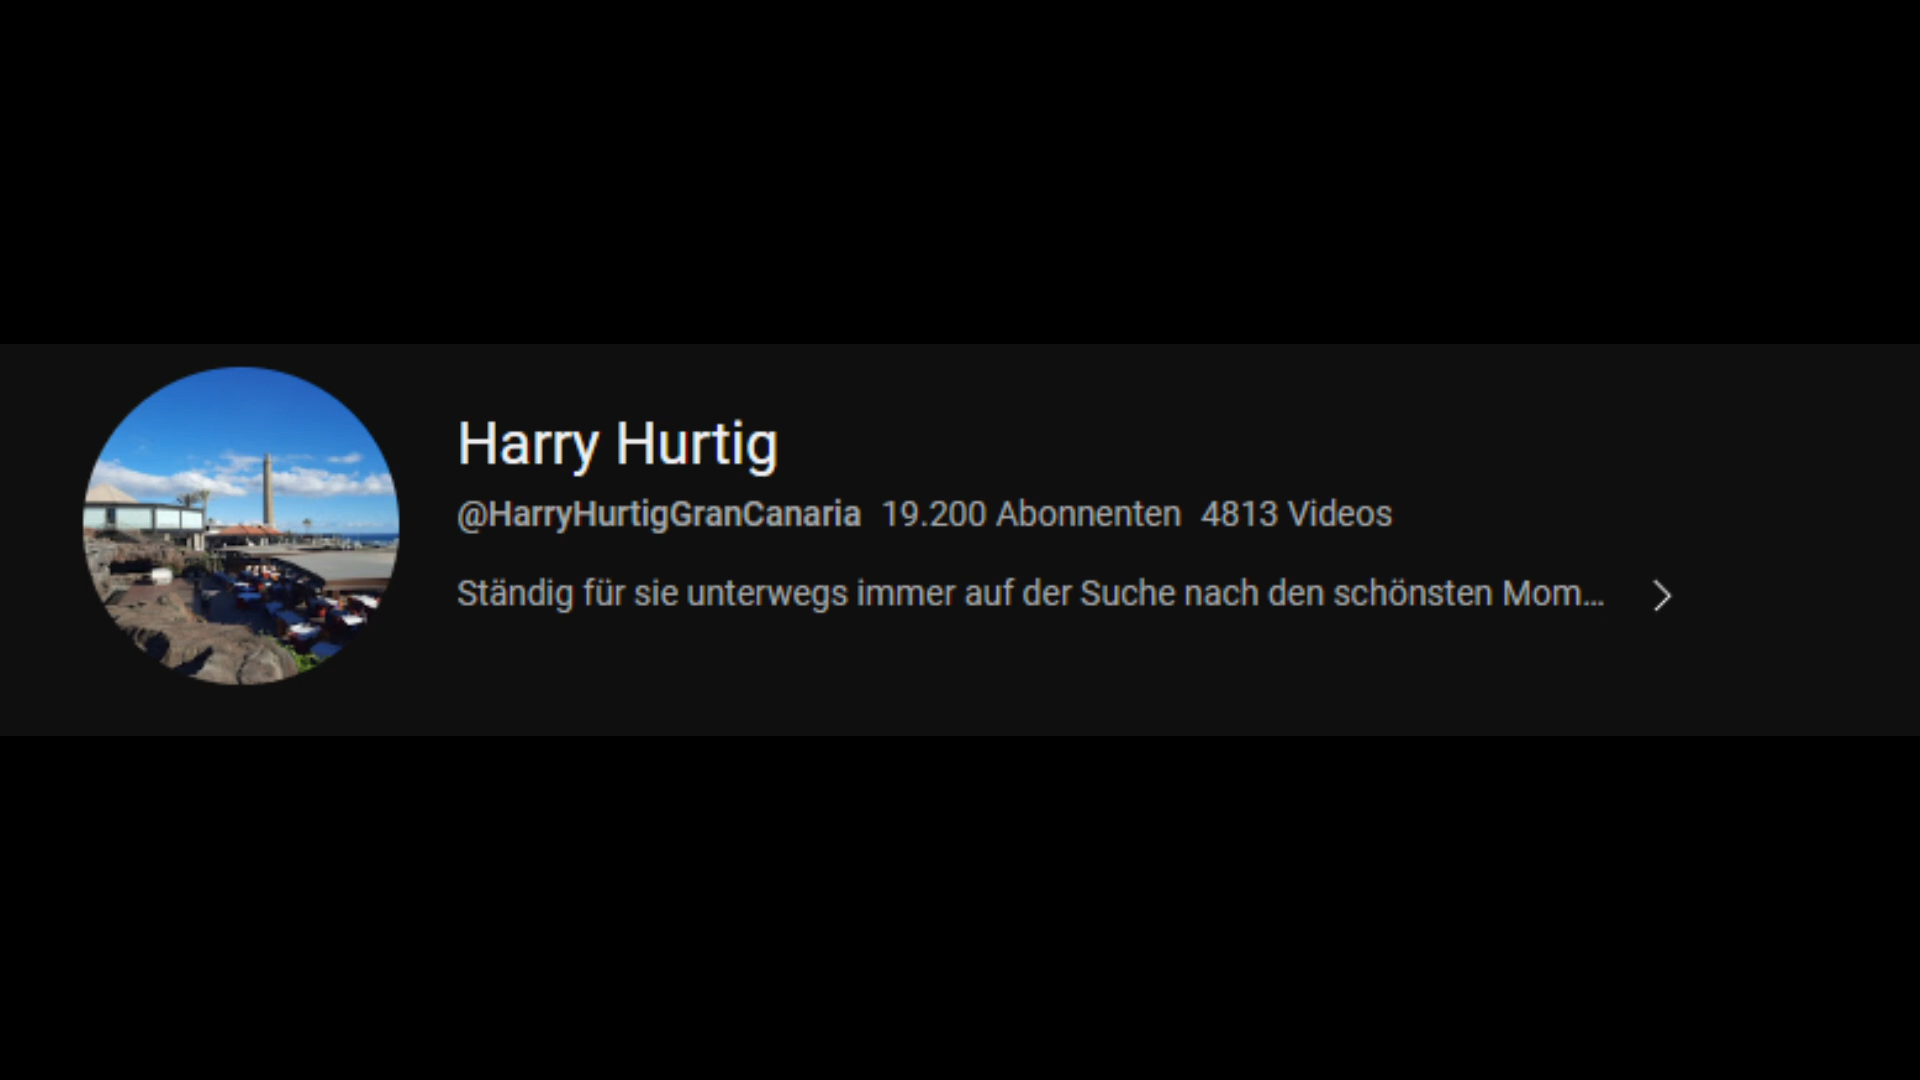 Harry Hurtig
@HarryHurtigGranCanaria 19.200 Abonnenten 4813 Videos
Ständig für sie unterwegs immer auf der Suche nach den schönsten Mom...